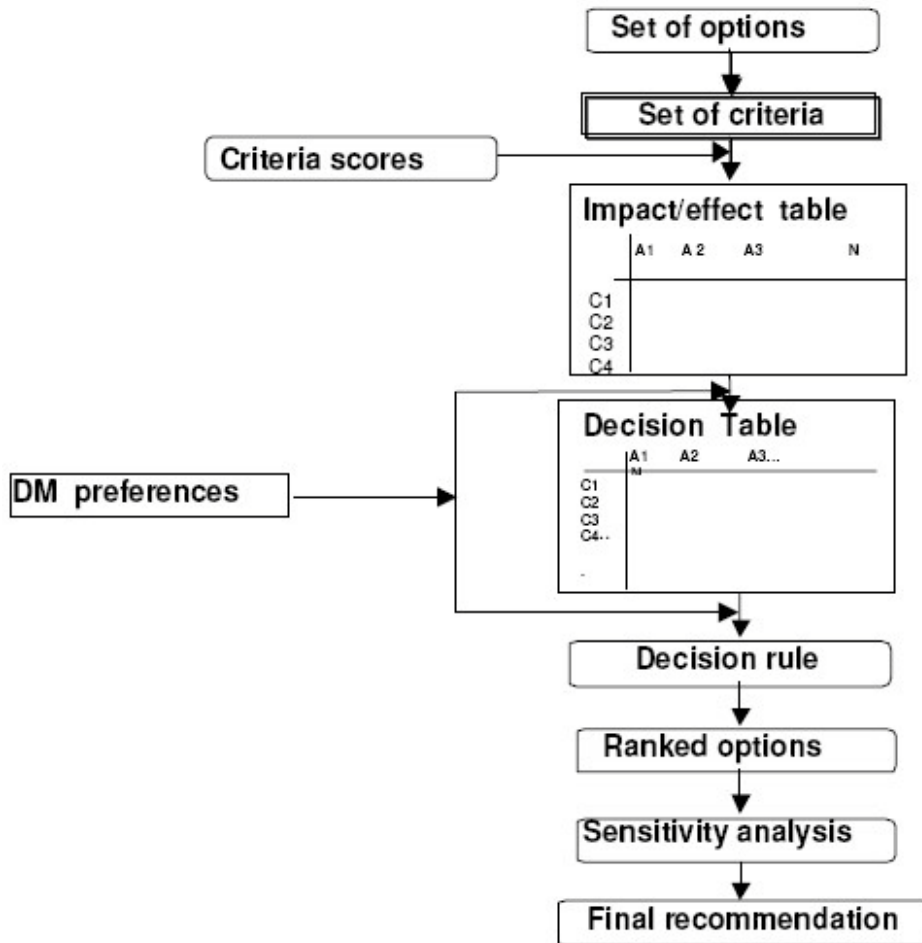 Set of options
Set of criteria
Criteria scores
Impact/effect table
A1 A 2 A3 N
C1
C2
C3
C4
Decision Table
A1 A2 A3...
N
C1
C2
C3
C4..
.
DM preferences
Decision rule
Ranked options
Sensitivity analysis
Final recommendation